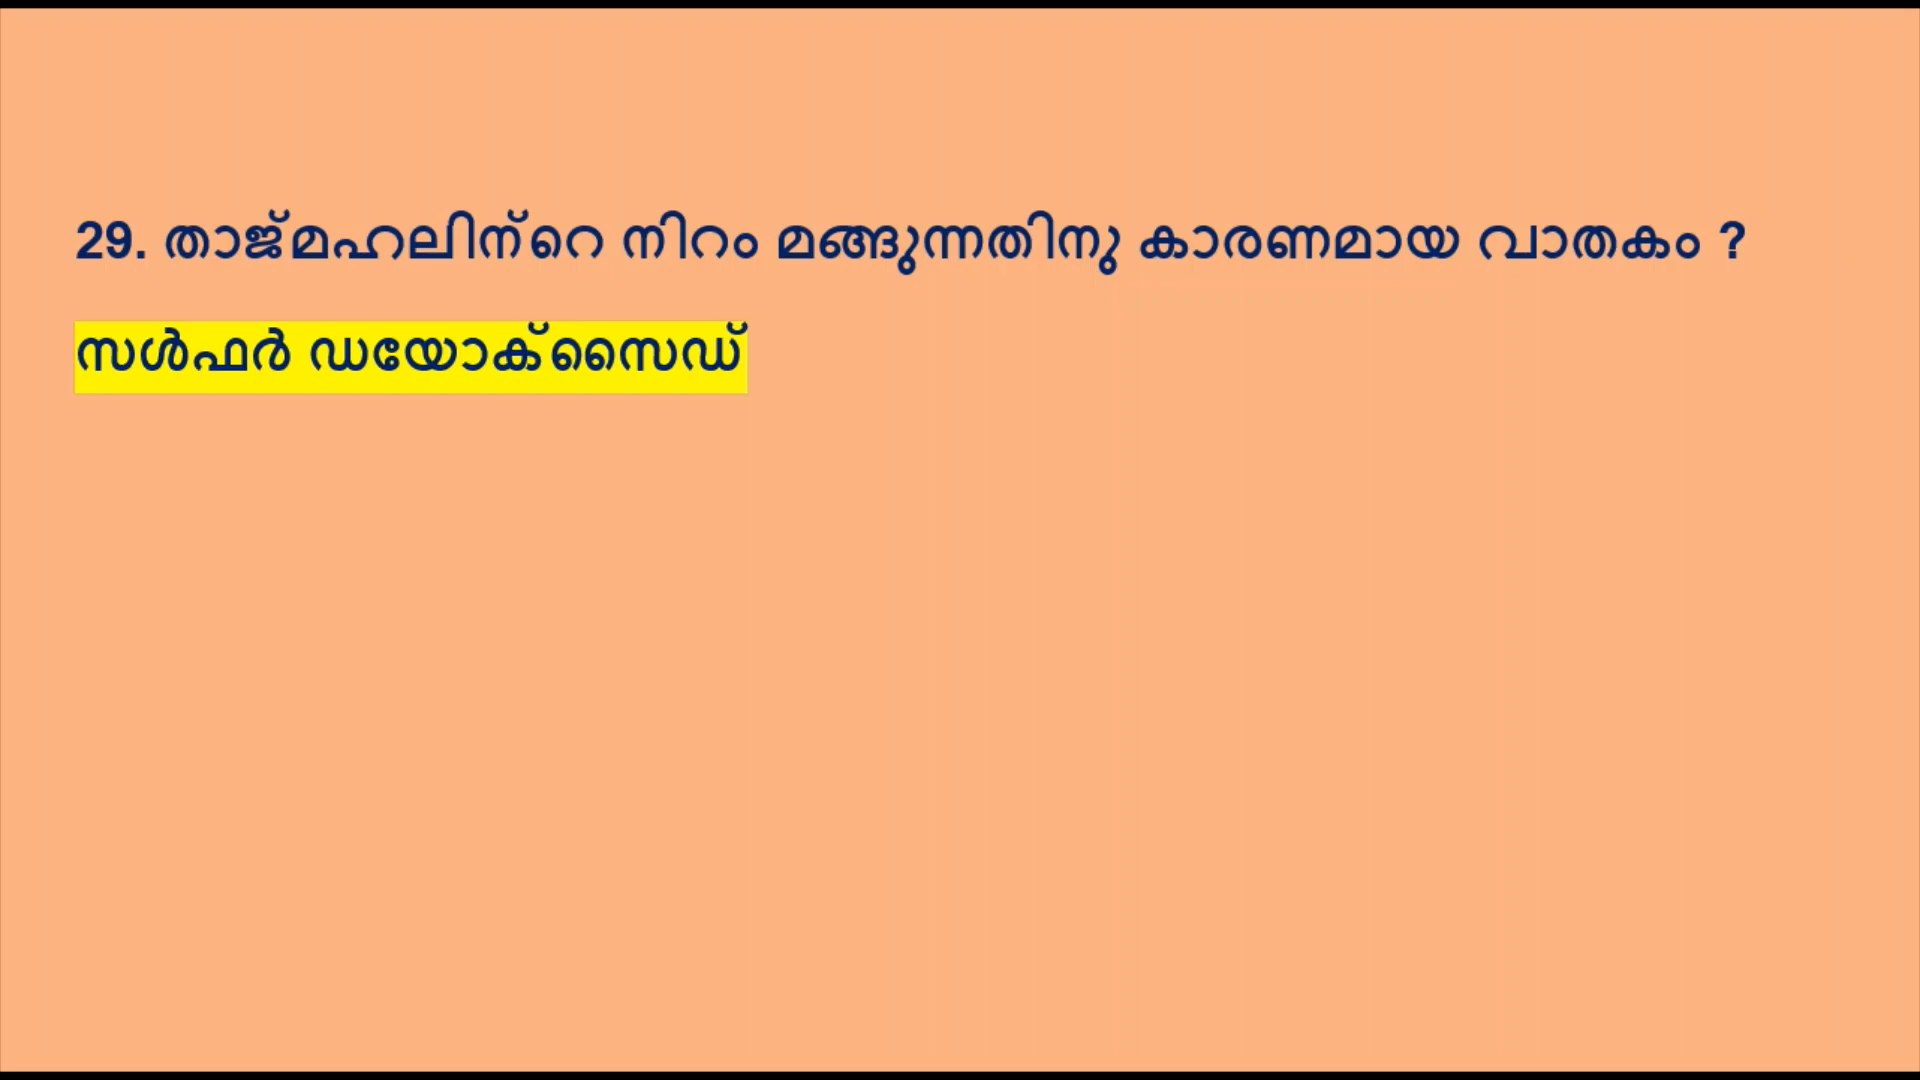 29. താജ്മഹലിന്റെ നിറം മങ്ങുന്നതിനു കാരണമായ വാതകം ?
സൾഫർ ഡയോക്സൈഡ്